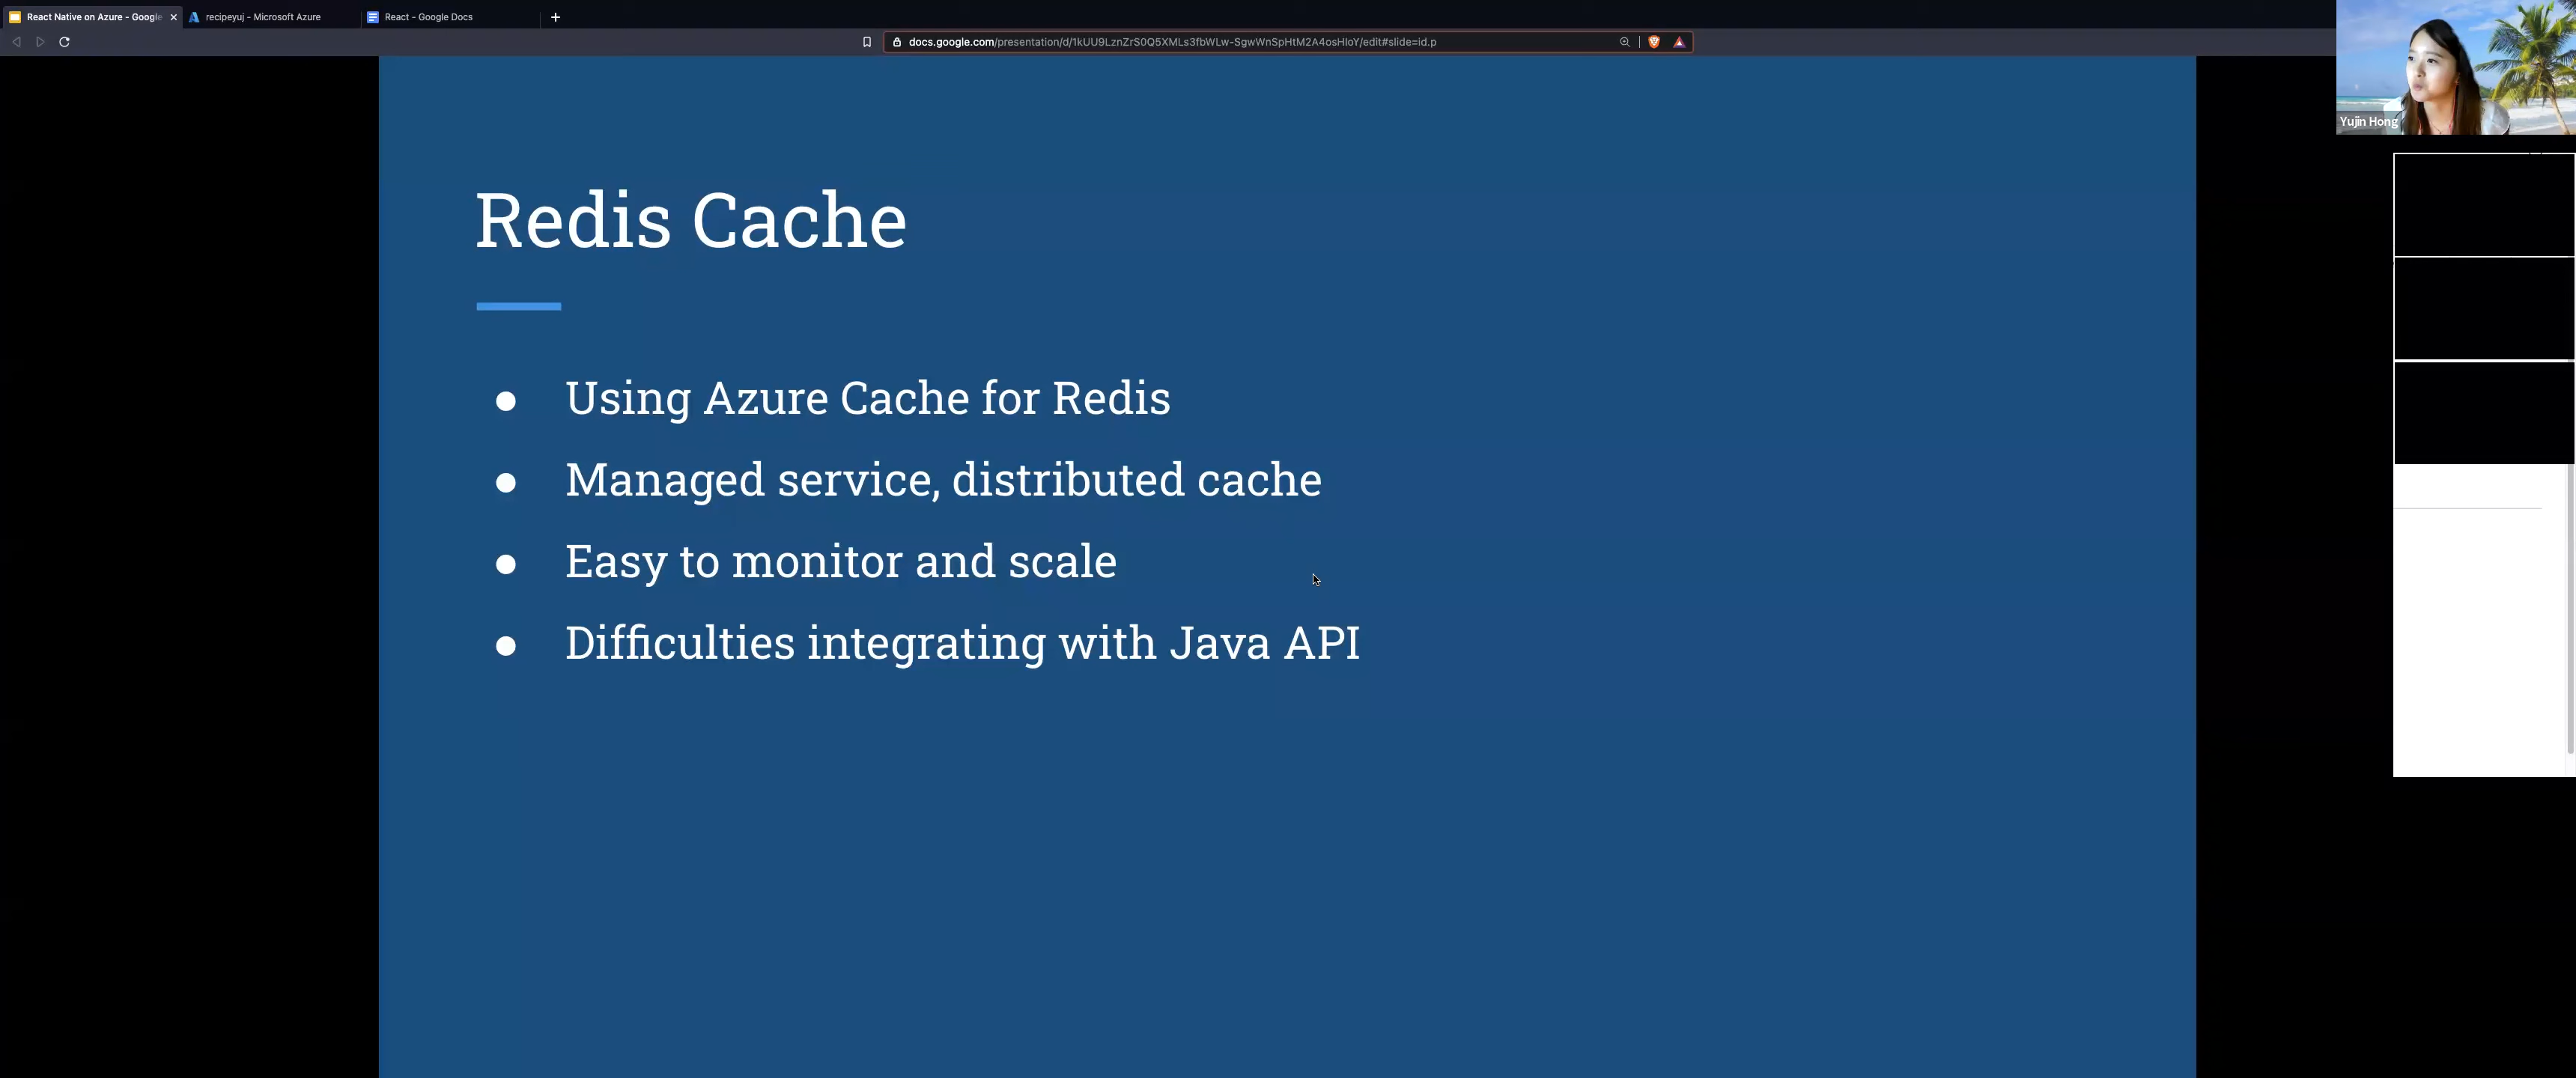 React Native on Azure - Google
recipeyuj - Microsoft Azure
React - Google Docs
docs.google.com/presentation/d/1kUU9LznZrS0Q5XMLs3fbWLw-SgwWnSpHtM2A4osHIoY/edit#slide=id.p
Yujin Hong
Redis Cache
● Using Azure Cache for Redis
● Managed service, distributed cache
● Easy to monitor and scale
● Difficulties integrating with Java API